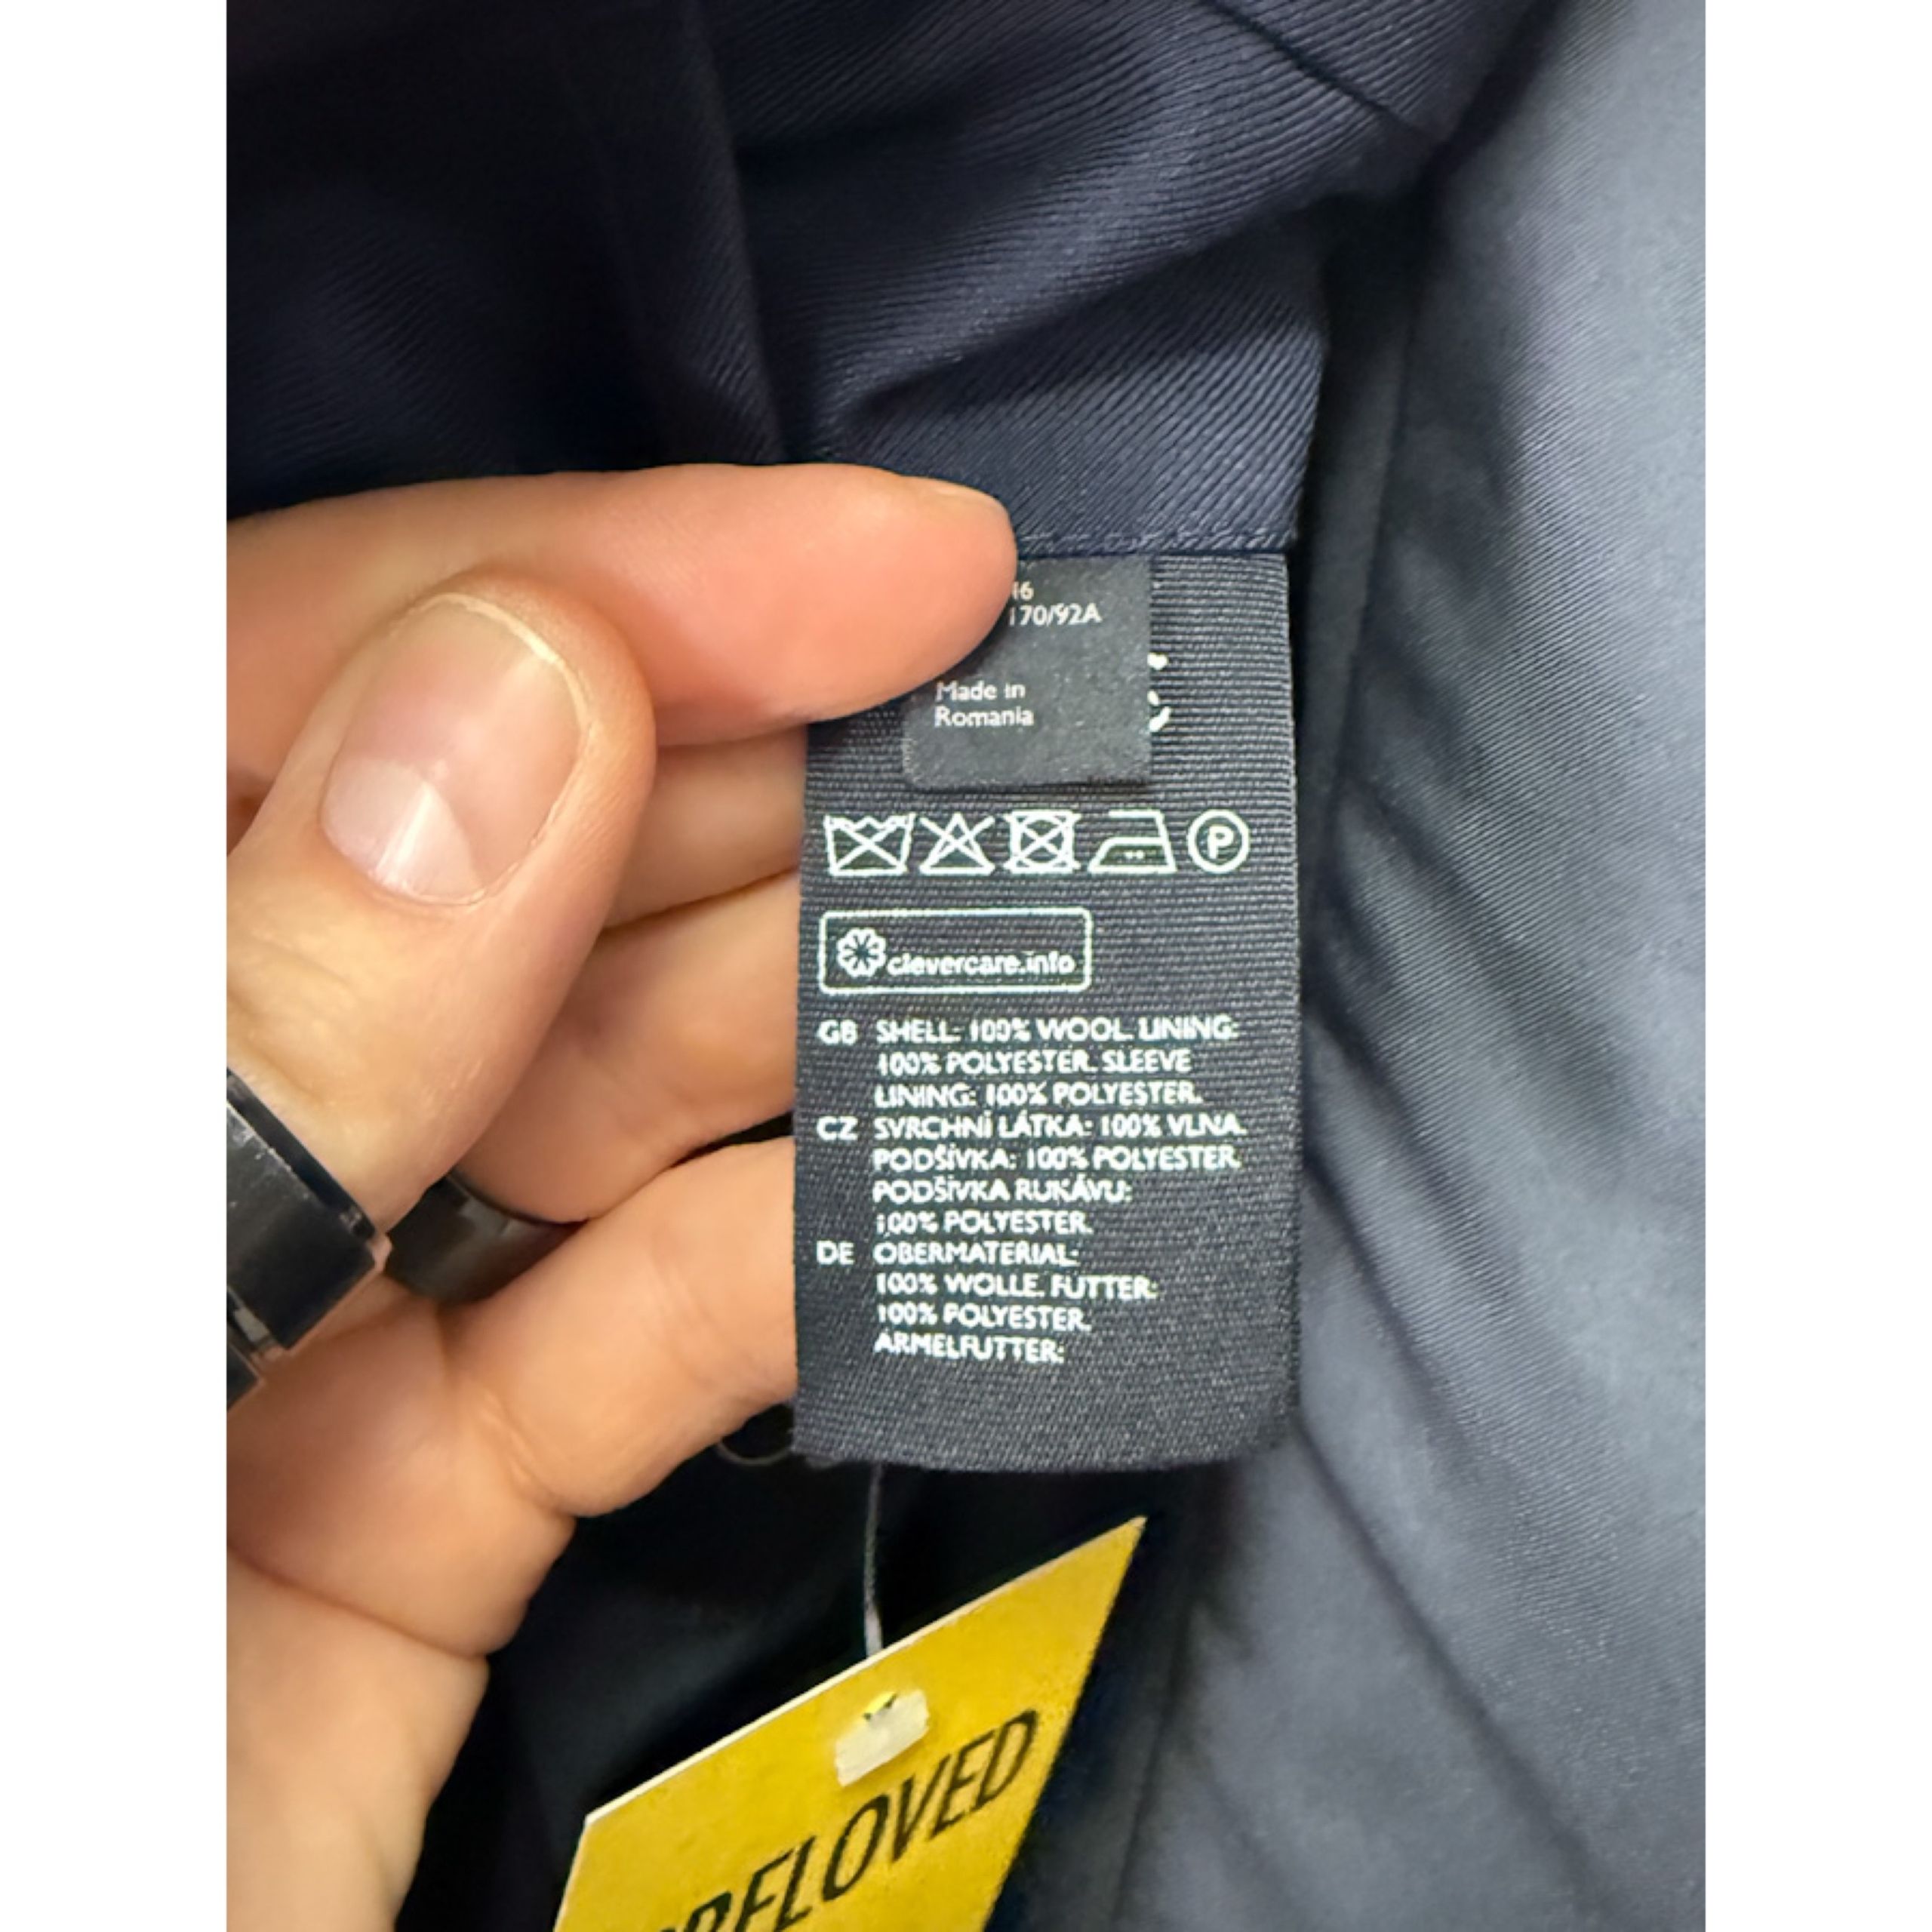 170/92A
Made in
Romania
P
clevercare.info
GB SHELL: 100% WOOL. LINING:
100% POLYESTER. SLEEVE
LINING: 100% POLYESTER.
CZ SVRCHNÍ LÁTKA: 100% VLNA.
PODŠÍVKA: 100% POLYESTER.
PODŠÍVKA RUKÁVU:
100% POLYESTER.
DE OBERMATERIAL:
100% WOLLE. FUTTER:
100% POLYESTER.
ÄRMELFUTTER:
PRELOVED